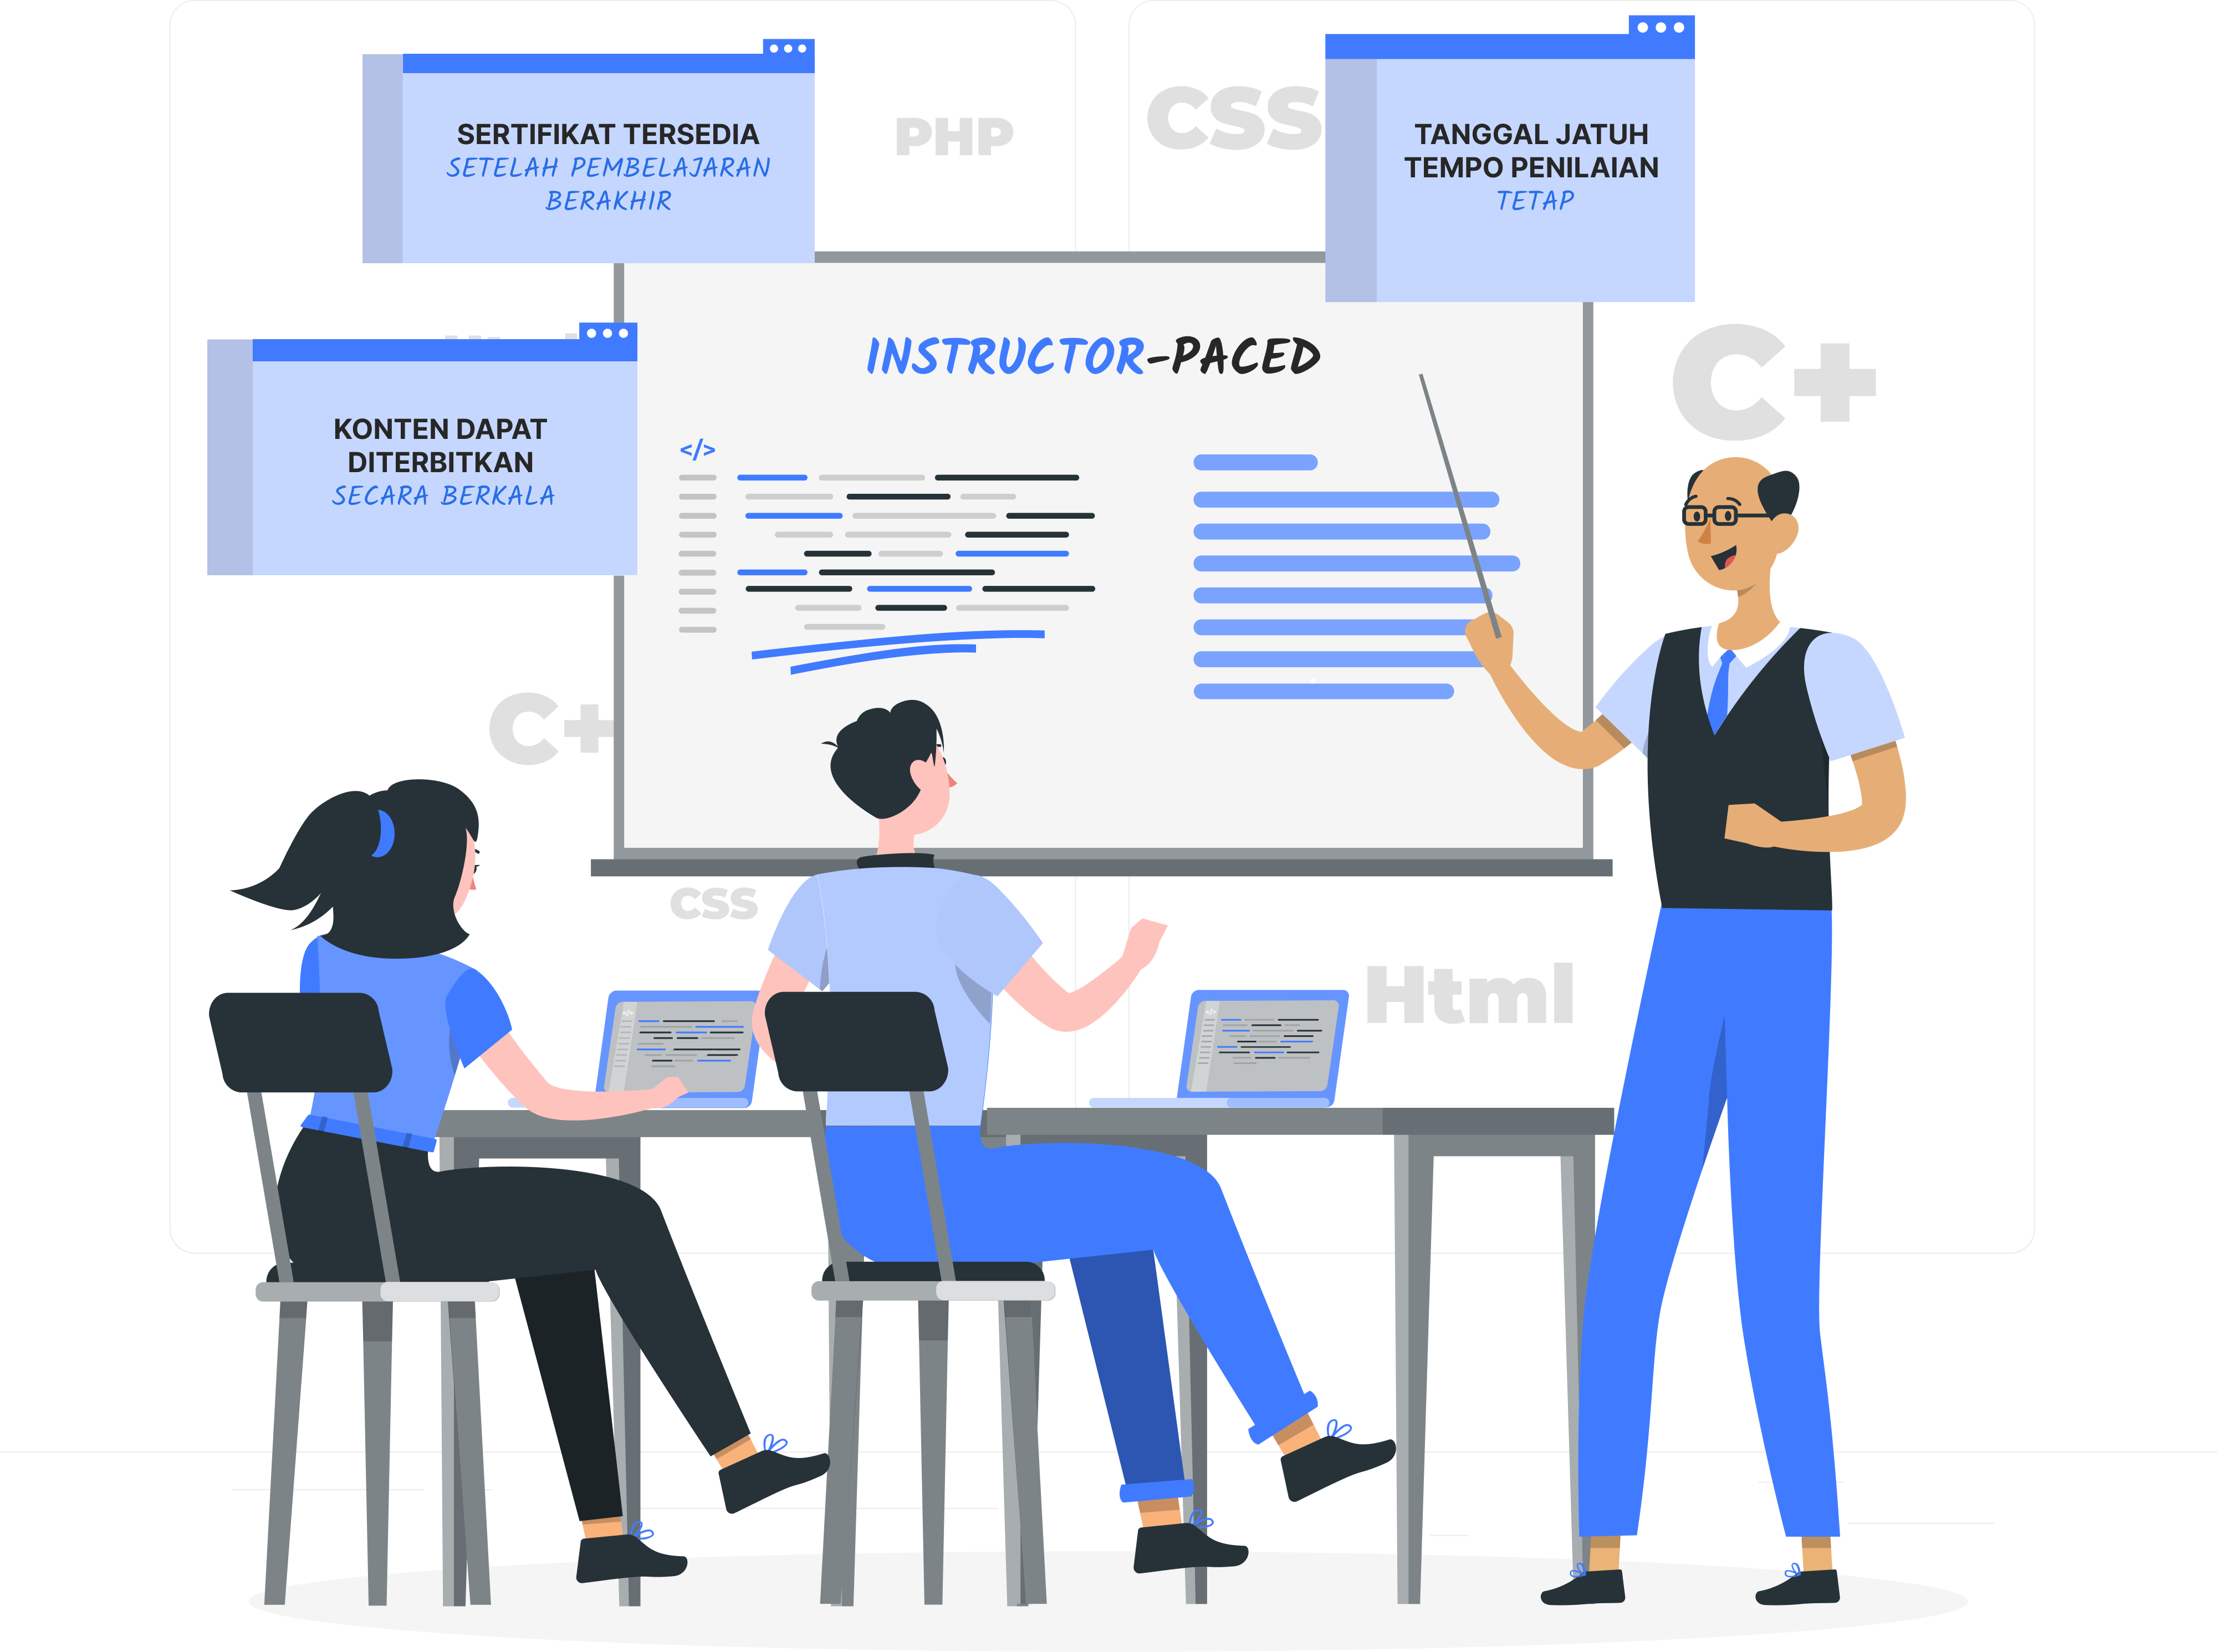 SERTIFIKAT TERSEDIA
SETELAH PEMBELAJARAN
BERAKHIR
PHP
CSS
TANGGAL JATUH
TEMPO PENILAIAN
TETAP
INSTRUCTOR-PACED
KONTEN DAPAT
DITERBITKAN
SECARA BERKALA
</>
C+
C+
CSS
Html
</>
</>